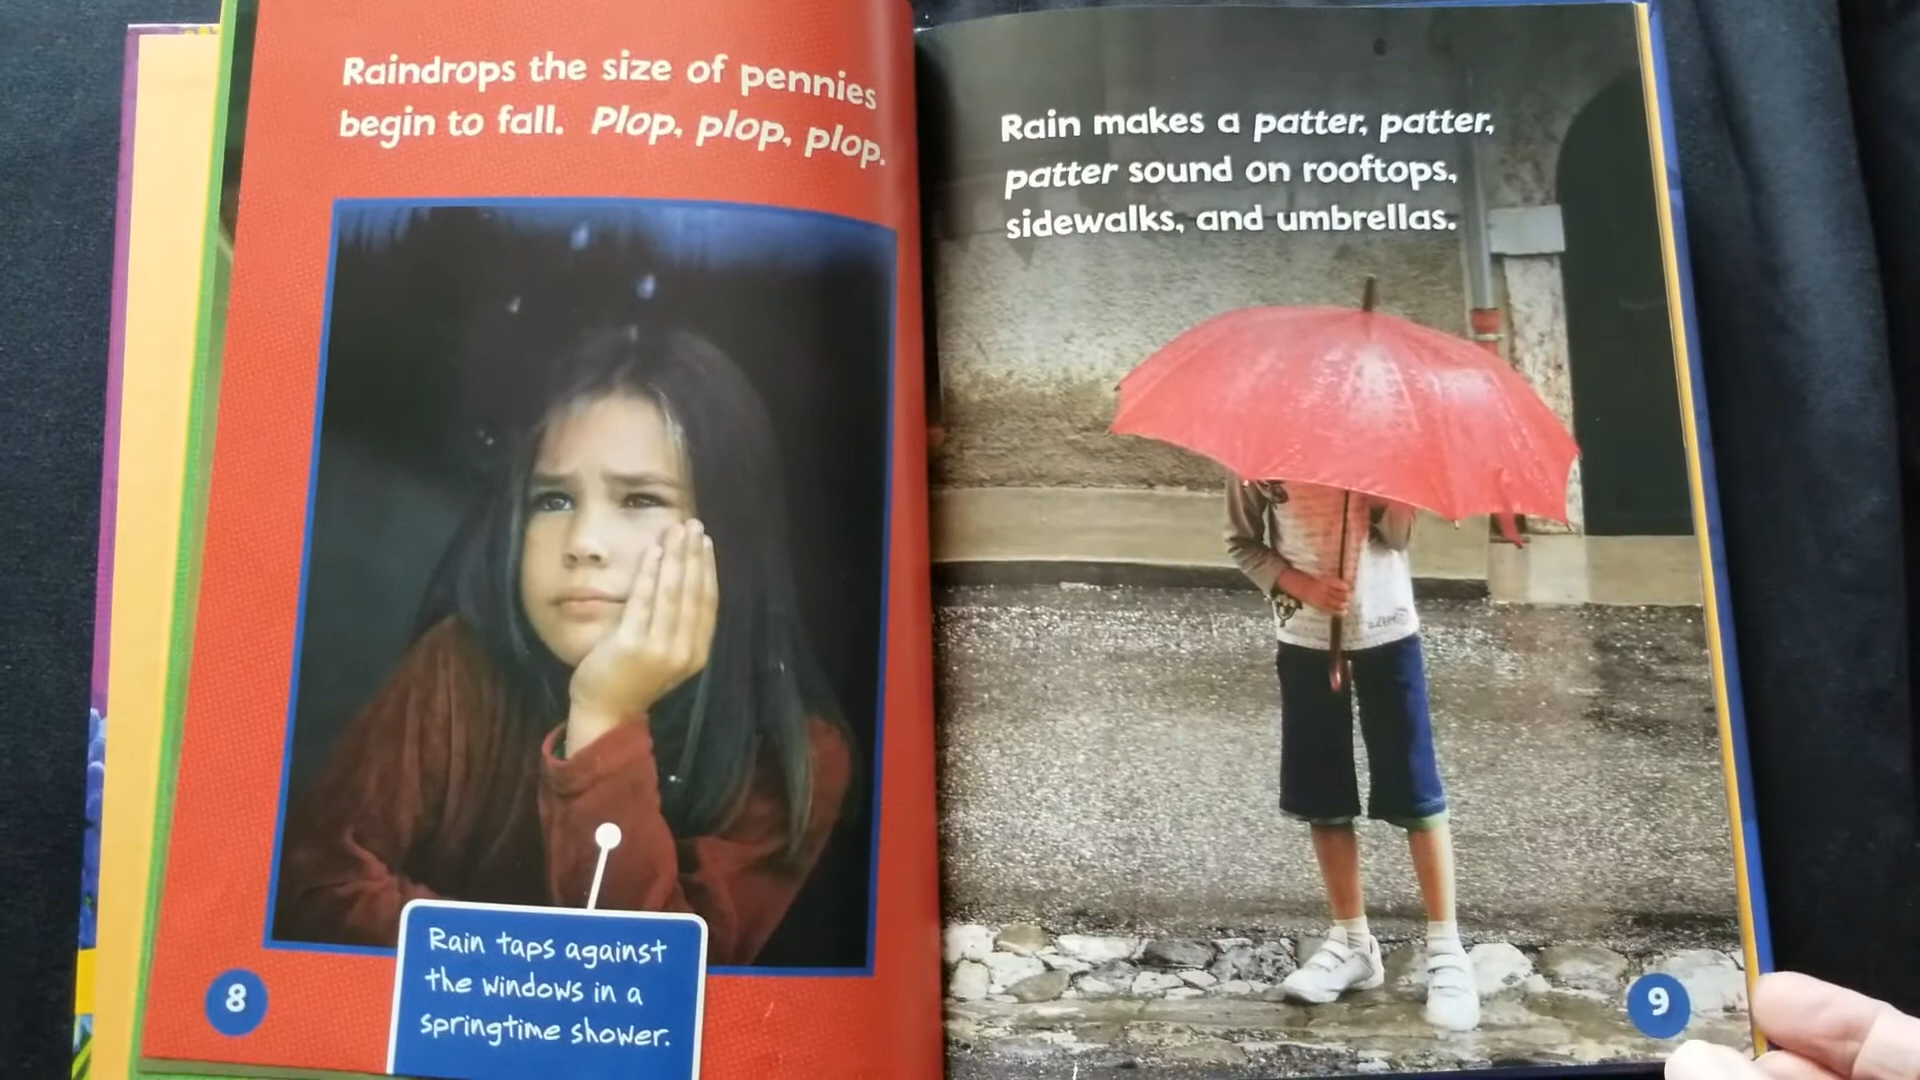 Raindrops the size of pennies
begin to fall. Plop, plop, plop.
Rain taps against
the windows in a
springtime shower.
8
Rain makes a patter, patter,
patter sound on rooftops,
sidewalks, and umbrellas.
9